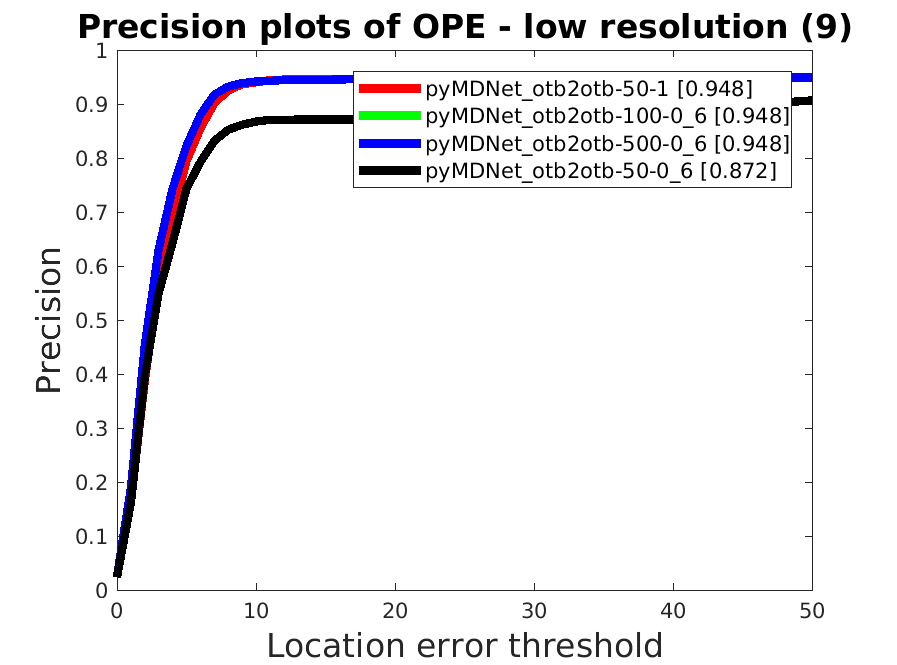 Precision plots of OPE - low resolution (9)
1
0.9
0.8
0.7
0.6
0.5
0.4
0.3
0.2
0.1
0
Precision
pyMDNet_otb2otb-50-1 [0.948]
pyMDNet_otb2otb-100-0_6 [0.948]
pyMDNet_otb2otb-500-0_6 [0.948]
pyMDNet_otb2otb-50-0_6 [0.872]
0 10 20 30 40 50
Location error threshold